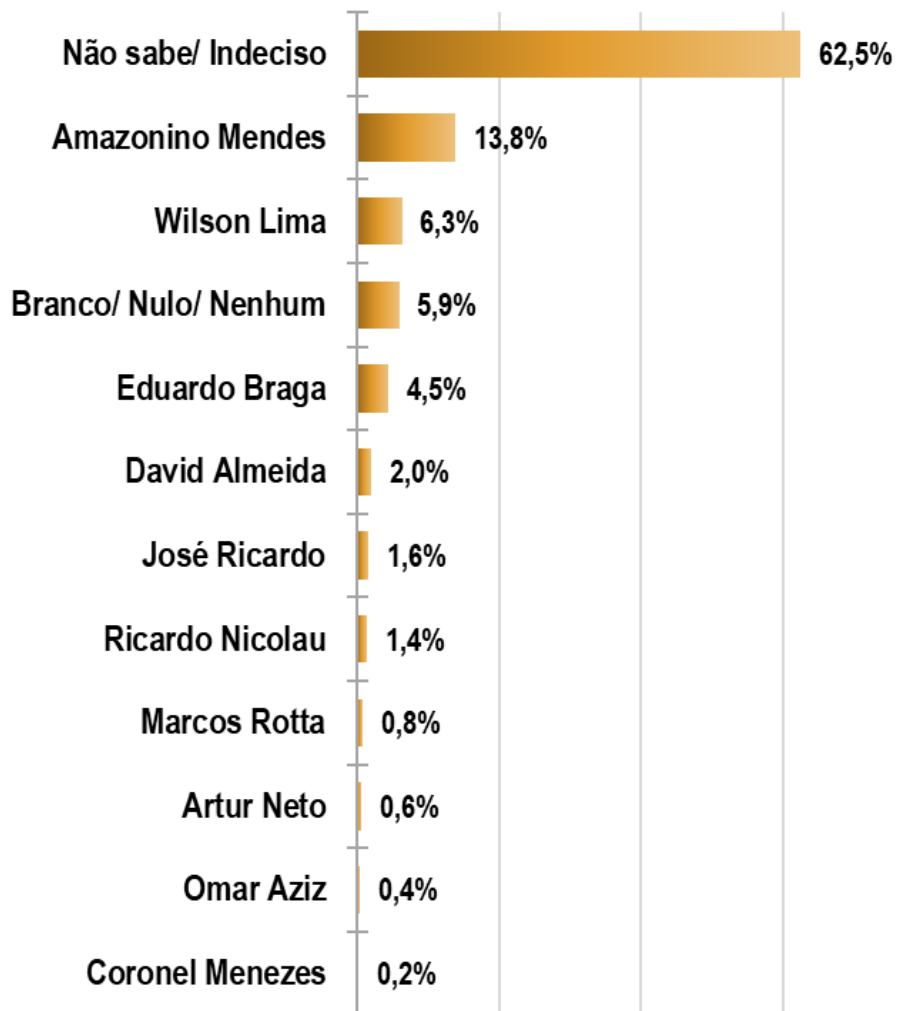 Não sabe/ Indeciso 62,5%
Amazonino Mendes 13,8%
Wilson Lima 6,3%
Branco/ Nulo/ Nenhum 5,9%
Eduardo Braga 4,5%
David Almeida 2,0%
José Ricardo 1,6%
Ricardo Nicolau 1,4%
Marcos Rotta 0,8%
Artur Neto 0,6%
Omar Aziz 0,4%
Coronel Menezes 0,2%